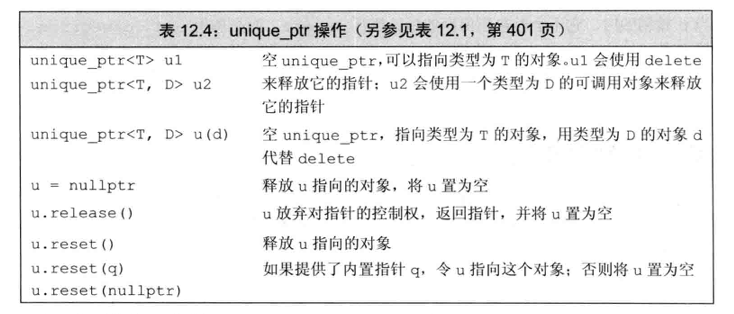 表 12.4：unique_ptr 操作（另参见表 12.1，第 401 页）
unique_ptr<T> u1 空 unique_ptr，可以指向类型为 T 的对象。u1 会使用 delete
unique_ptr<T, D> u2 来释放它的指针；u2 会使用一个类型为 D 的可调用对象来释放
它的指针
unique_ptr<T, D> u(d) 空 unique_ptr，指向类型为 T 的对象，用类型为 D 的对象 d
代替 delete
u = nullptr 释放 u 指向的对象，将 u 置为空
u.release() u 放弃对指针的控制权，返回指针，并将 u 置为空
u.reset() 释放 u 指向的对象
u.reset(q) 如果提供了内置指针 q，令 u 指向这个对象；否则将 u 置为空
u.reset(nullptr)